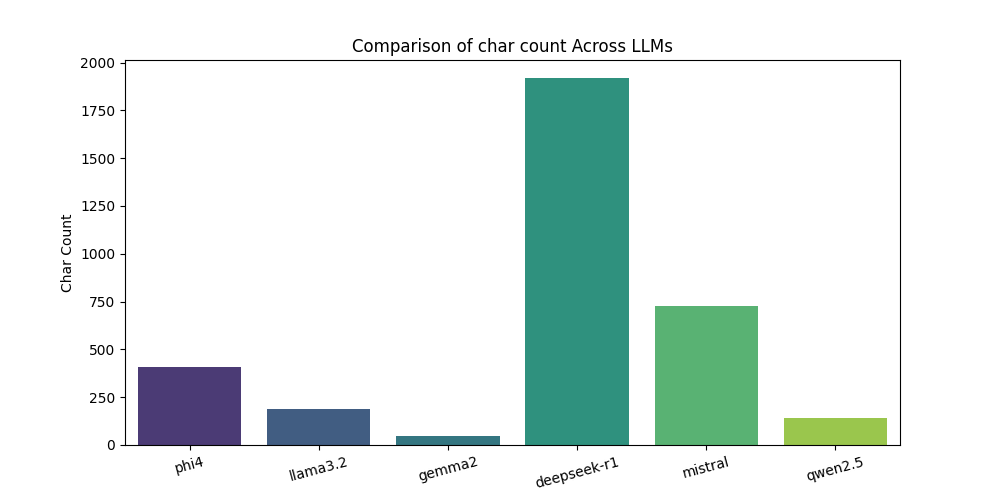 Comparison of char count Across LLMs
Char Count
2000
1750
1500
1250
1000
750
500
250
0
phi4
llama3.2
gemma2
deepseek-r1
mistral
qwen2.5